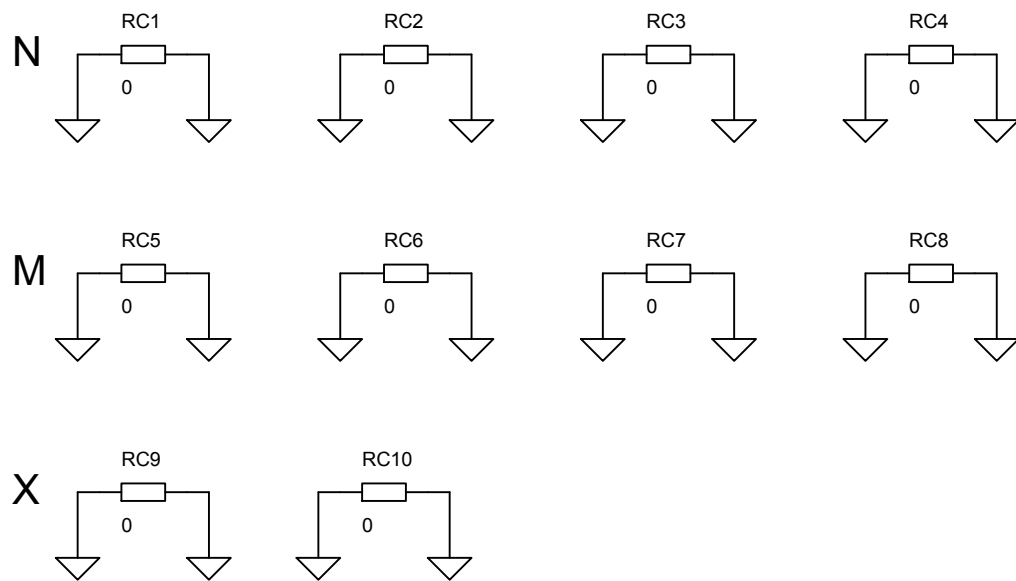 RC1 RC2 RC3 RC4
N
0 0 0 0
RC5 RC6 RC7 RC8
M
0 0 0 0
RC9 RC10
X
0 0